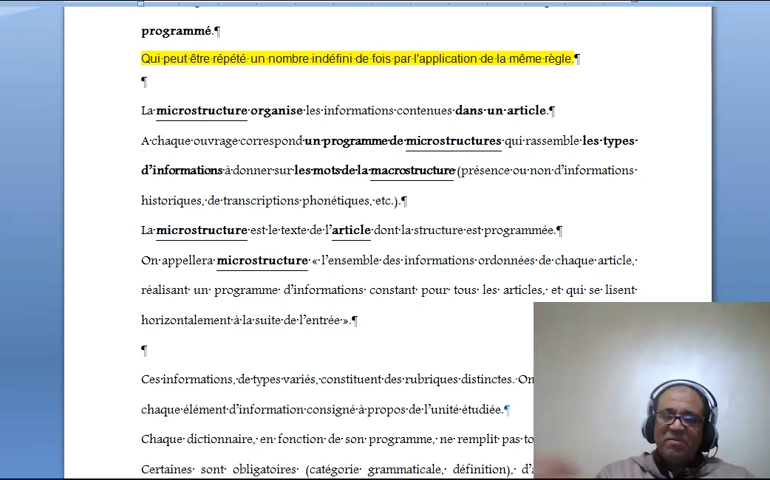 programmé.¶
Qui peut être répété un nombre indéfini de fois par l'application de la même règle.¶
¶
La microstructure organise les informations contenues dans un article.¶
A chaque ouvrage correspond un programme de microstructures qui rassemble les types
d'informations à donner sur les mots de la macrostructure (présence ou non d'informations
historiques, de transcriptions phonétiques, etc.).¶
La microstructure est le texte de l'article dont la structure est programmée.¶
On appellera microstructure « l'ensemble des informations ordonnées de chaque article,
réalisant un programme d'informations constant pour tous les articles, et qui se lisent
horizontalement à la suite de l'entrée ».¶
¶
Ces informations, de types variés, constituent des rubriques distinctes. On
chaque élément d'information consigné à propos de l'unité étudiée.¶
Chaque dictionnaire, en fonction de son programme, ne remplit pas
Certaines sont obligatoires (catégorie grammaticale, définition),